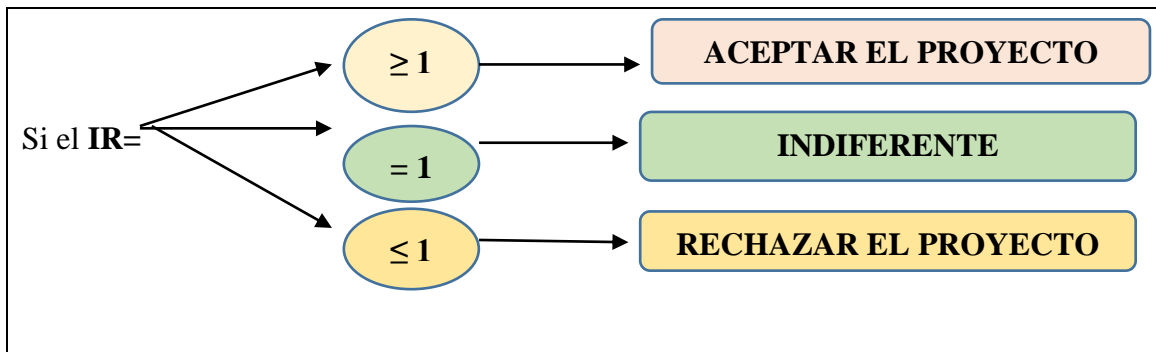 Si el IR=
≥ 1
ACEPTAR EL PROYECTO
= 1
INDIFERENTE
≤ 1
RECHAZAR EL PROYECTO